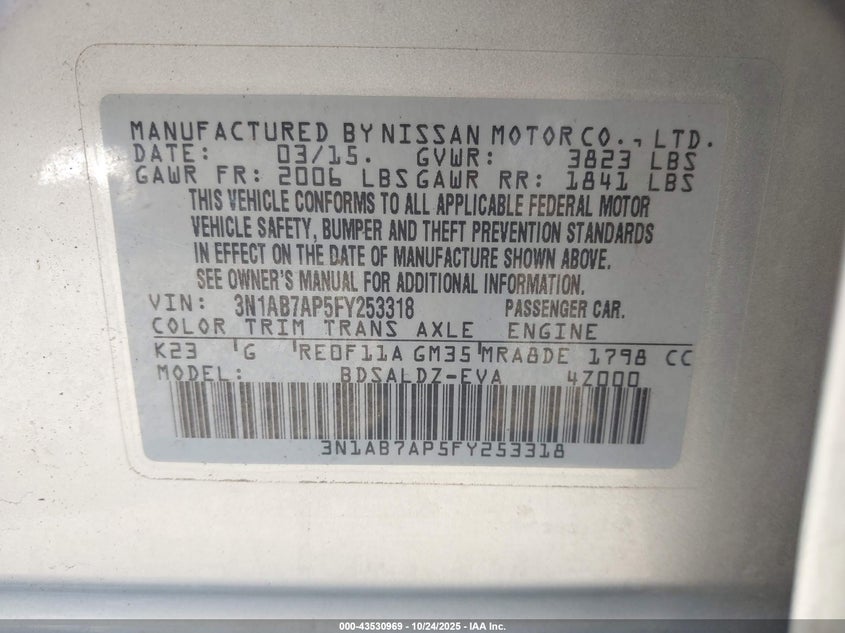 MANUFACTURED BY NISSAN MOTOR CO., LTD.
DATE: 03/15. GVWR: 3823 LBS
GAWR FR: 2006 LBS GAWR RR: 1841 LBS
THIS VEHICLE CONFORMS TO ALL APPLICABLE FEDERAL MOTOR
VEHICLE SAFETY, BUMPER AND THEFT PREVENTION STANDARDS
IN EFFECT ON THE DATE OF MANUFACTURE SHOWN ABOVE.
SEE OWNER'S MANUAL FOR ADDITIONAL INFORMATION.
VIN: 3N1AB7AP5FY253318 PASSENGER CAR.
COLOR TRIM TRANS AXLE ENGINE
K23 G RE0F11A GM35 MRA8DE 1798 CC
MODEL: BDSALDZ-EVA 4Z000
3N1AB7AP5FY253318
000-43530969 • 10/24/2025 • IAA Inc.